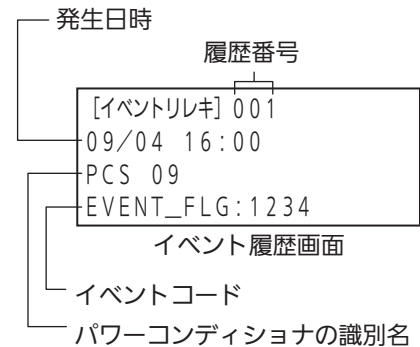 発生日時
履歴番号
[イベントリレキ]001
09/04 16:00
PCS 09
EVENT_FLG:1234
イベント履歴画面
イベントコード
パワーコンディショナの識別名